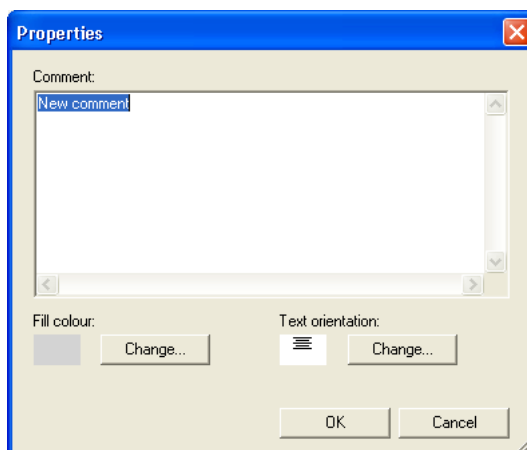 Properties
Comment:
New comment
Fill colour:
Text orientation:
Change...
Change...
OK
Cancel